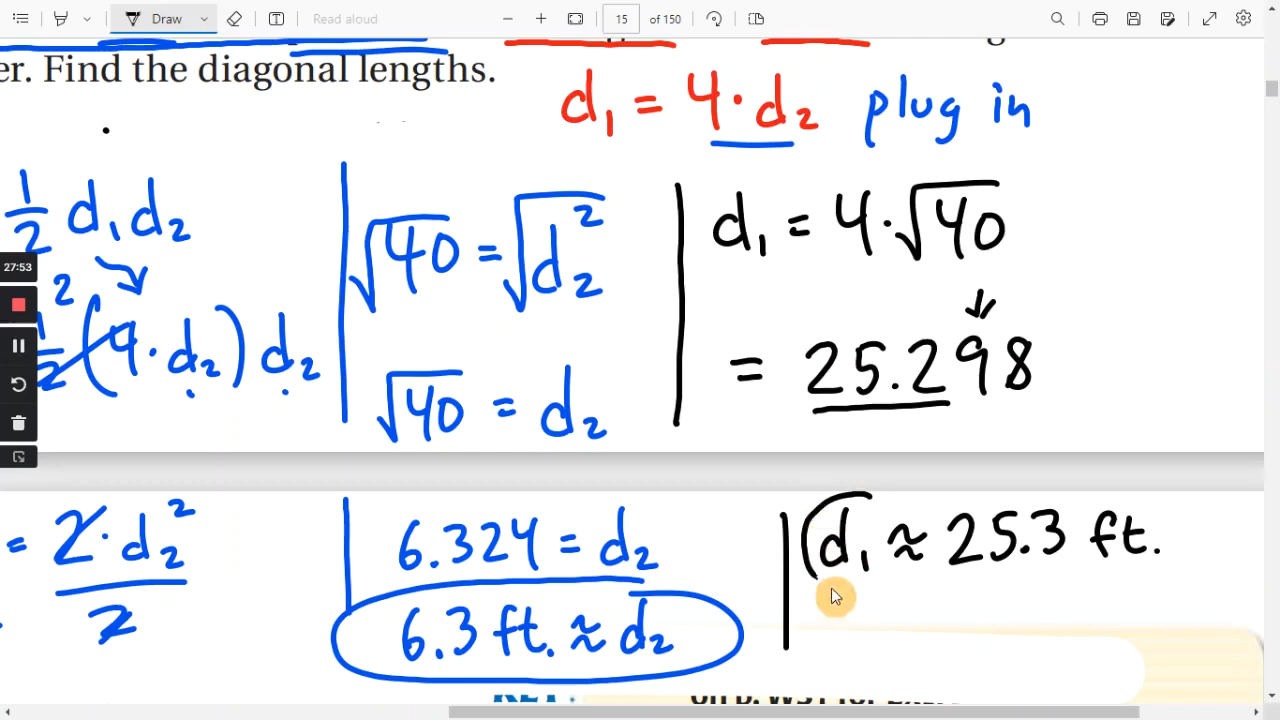 Draw
Read aloud
15 of 150
er. Find the diagonal lengths.
d₁ = 4 · d₂ plug in
1/2 d₁d₂
2
1/2 (4 · d₂) d₂
= 2 · d₂² / 2
√40 = √d₂²
√40 = d₂
6.324 = d₂
6.3 ft. ≈ d₂
d₁ = 4 · √40
= 25.298
d₁ ≈ 25.3 ft.
27:53